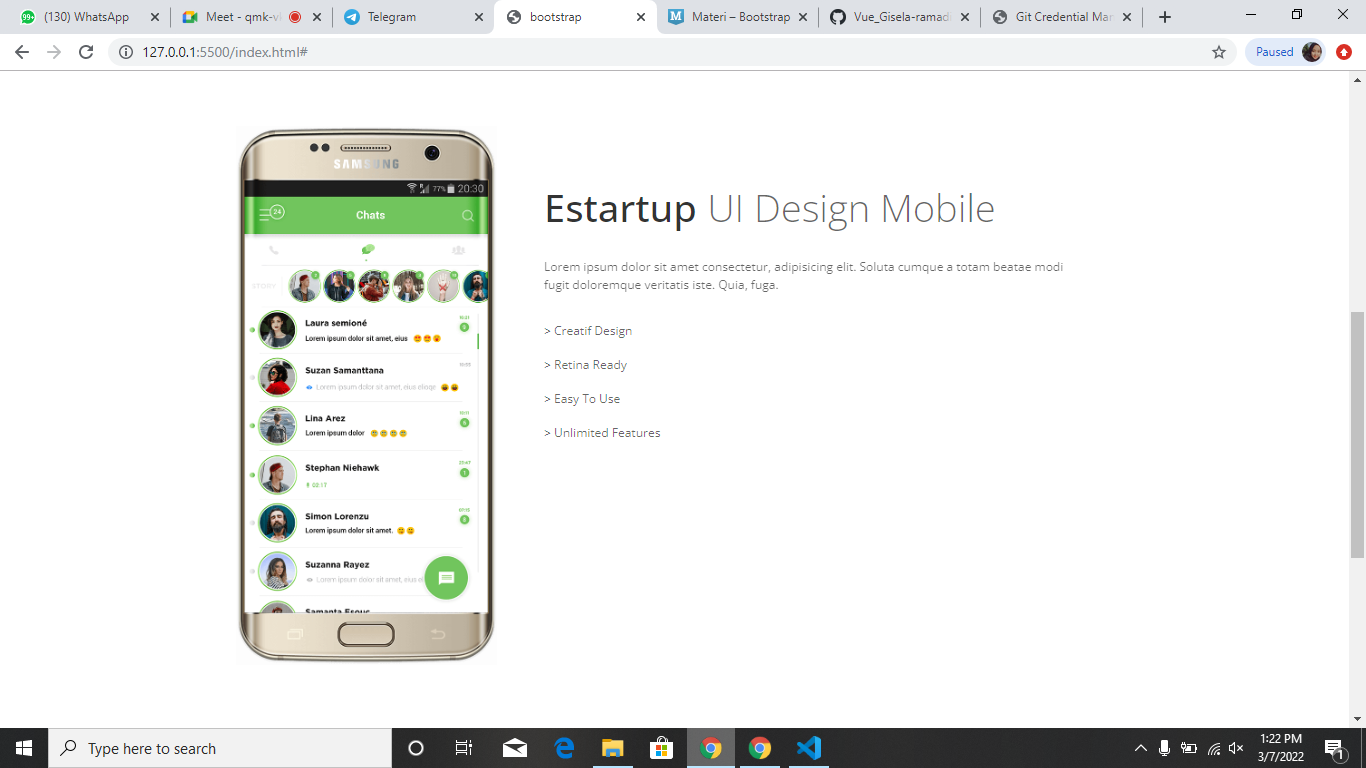 (130) WhatsApp
Meet - qmk-vk
Telegram
bootstrap
Materi – Bootstrap
Vue_Gisela-ramad
Git Credential Man
127.0.0.1:5500/index.html#
Paused
SAMSUNG
77% 20:30
24
Chats
STORY
Laura semioné
Lorem ipsum dolor sit amet, eius
Suzan Samanttana
Lorem ipsum dolor sit amet, eius elioqe
Lina Arez
Lorem ipsum dolor
Stephan Niehawk
02:17
Simon Lorenzu
Lorem ipsum dolor sit amet.
Suzanna Rayez
Lorem ipsum dolor sit amet, eius e
Samanta Esouc
Estartup UI Design Mobile
Lorem ipsum dolor sit amet consectetur, adipisicing elit. Soluta cumque a totam beatae modi
fugit doloremque veritatis iste. Quia, fuga.
> Creatif Design
> Retina Ready
> Easy To Use
> Unlimited Features
Type here to search
1:22 PM
3/7/2022
1